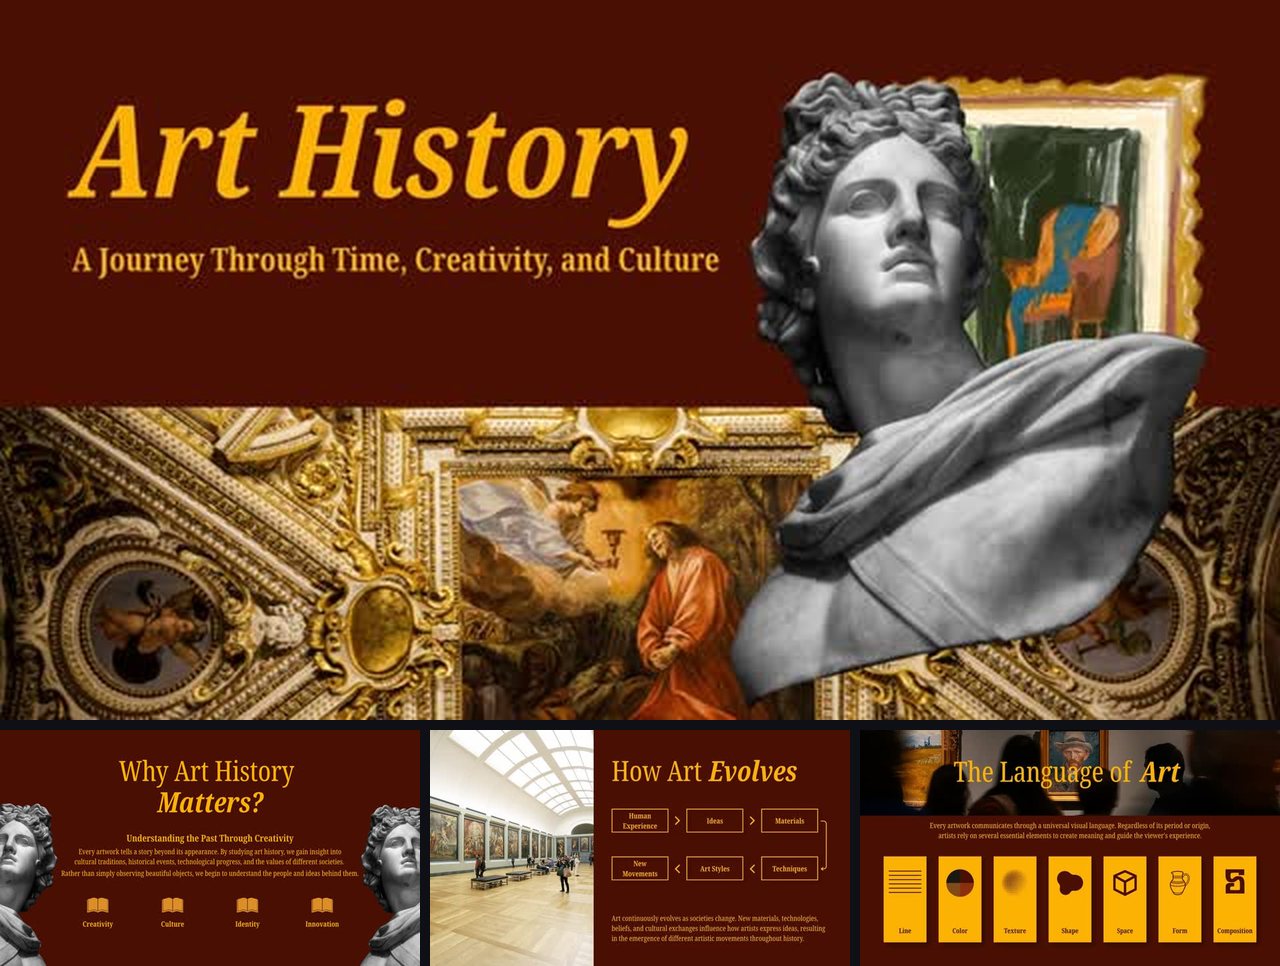 Art History
A Journey Through Time, Creativity, and Culture
Why Art History
Matters?
Understanding the Past Through Creativity
Every artwork tells a story beyond its appearance. By studying art history, we gain insight into
cultural traditions, historical events, technological progress, and the values of different societies.
Rather than simply observing beautiful objects, we begin to understand the people and ideas behind them.
Creativity
Culture
Identity
Innovation
How Art Evolves
Human
Experience
Ideas
Materials
New
Movements
Art Styles
Techniques
Art continuously evolves as societies change. New materials, technologies,
beliefs, and cultural exchanges influence how artists express ideas, resulting
in the emergence of different artistic movements throughout history.
The Language of Art
Every artwork communicates through a universal visual language. Regardless of its period or origin,
artists rely on several essential elements to create meaning and guide the viewer's experience.
Line
Color
Texture
Shape
Space
Form
Composition